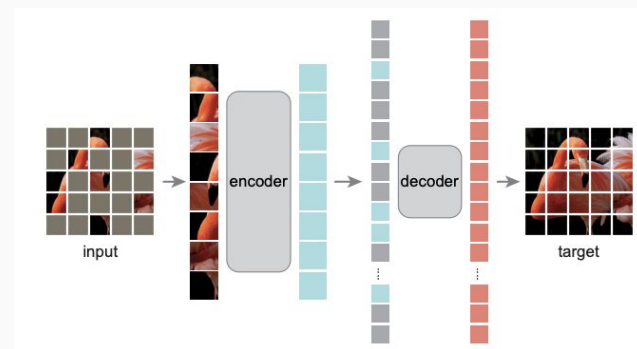 input
encoder
decoder
target